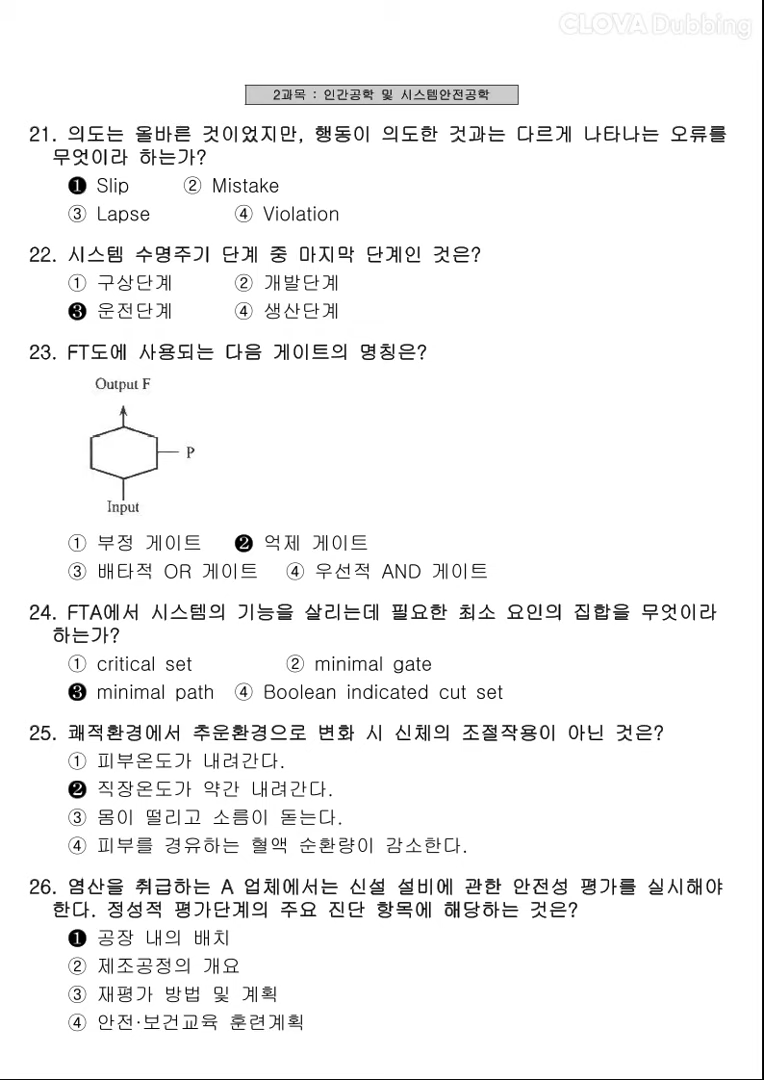 CLOVA Dubbing
2과목 : 인간공학 및 시스템안전공학
21. 의도는 올바른 것이었지만, 행동이 의도한 것과는 다르게 나타나는 오류를
무엇이라 하는가?
❶ Slip ② Mistake
③ Lapse ④ Violation
22. 시스템 수명주기 단계 중 마지막 단계인 것은?
① 구상단계 ② 개발단계
❸ 운전단계 ④ 생산단계
23. FT도에 사용되는 다음 게이트의 명칭은?
Output F
P
Input
① 부정 게이트 ❷ 억제 게이트
③ 배타적 OR 게이트 ④ 우선적 AND 게이트
24. FTA에서 시스템의 기능을 살리는데 필요한 최소 요인의 집합을 무엇이라
하는가?
① critical set ② minimal gate
❸ minimal path ④ Boolean indicated cut set
25. 쾌적환경에서 추운환경으로 변화 시 신체의 조절작용이 아닌 것은?
① 피부온도가 내려간다.
❷ 직장온도가 약간 내려간다.
③ 몸이 떨리고 소름이 돋는다.
④ 피부를 경유하는 혈액 순환량이 감소한다.
26. 염산을 취급하는 A 업체에서는 신설 설비에 관한 안전성 평가를 실시해야
한다. 정성적 평가단계의 주요 진단 항목에 해당하는 것은?
❶ 공장 내의 배치
② 제조공정의 개요
③ 재평가 방법 및 계획
④ 안전·보건교육 훈련계획